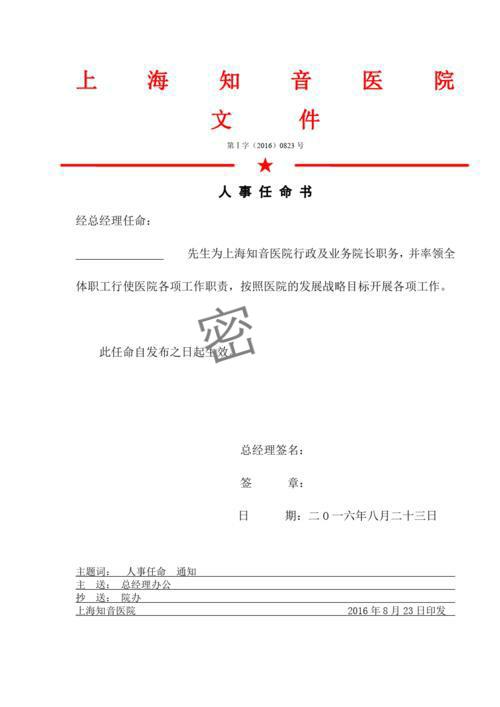 上海知音医院
文件
第Ⅰ字（2016）0823 号
人事任命书
经总经理任命：
先生为上海知音医院行政及业务院长职务，并率领全
体职工行使医院各项工作职责，按照医院的发展战略目标开展各项工作。
密
此任命自发布之日起生效。
总经理签名：
签 章：
日 期：二O一六年八月二十三日
主题词： 人事任命 通知
主 送： 总经理办公
抄 送： 院办
上海知音医院 2016 年 8 月 23 日印发